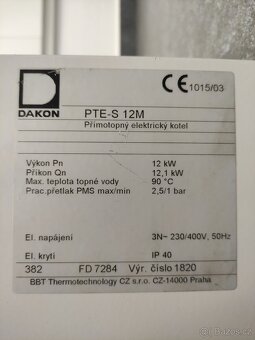 CE 1015/03
DAKON
PTE-S 12M
Přímotopný elektrický kotel
Výkon Pn 12 kW
Příkon Qn 12,1 kW
Max. teplota topné vody 90 °C
Prac.přetlak PMS max/min 2,5/1 bar
El. napájení 3N~ 230/400V, 50Hz
El. krytí IP 40
382 FD 7284 Výr. číslo 1820
BBT Thermotechnology CZ s.r.o. CZ-14000 Praha